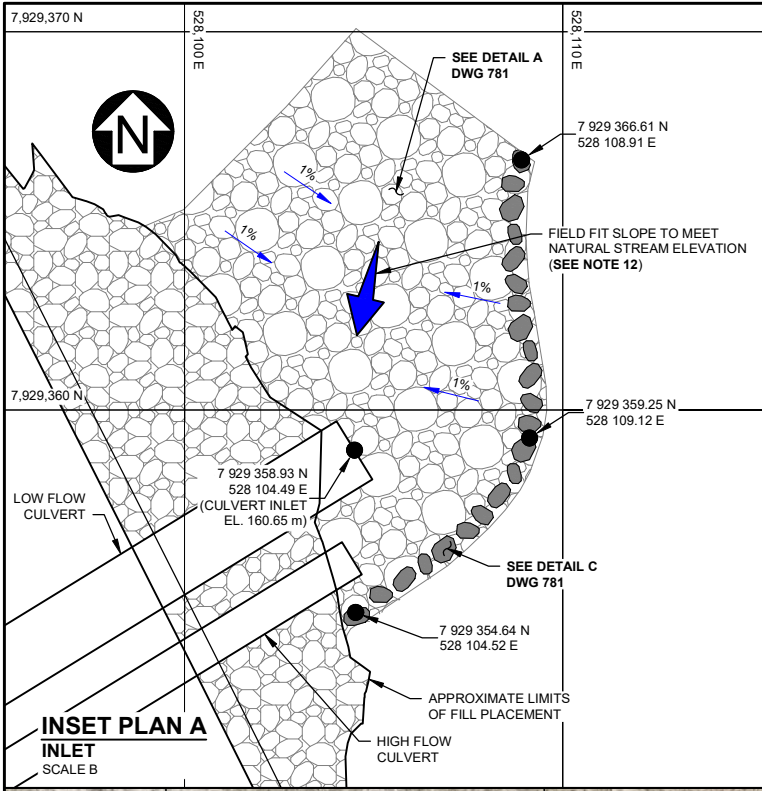 7,929,370 N
528,100 E
528,110 E
SEE DETAIL A
DWG 781
N
7 929 366.61 N
528 108.91 E
1%
1%
FIELD FIT SLOPE TO MEET
NATURAL STREAM ELEVATION
(SEE NOTE 12)
1%
1%
7,929,360 N
7 929 359.25 N
528 109.12 E
7 929 358.93 N
528 104.49 E
(CULVERT INLET
EL. 160.65 m)
LOW FLOW
CULVERT
SEE DETAIL C
DWG 781
7 929 354.64 N
528 104.52 E
APPROXIMATE LIMITS
OF FILL PLACEMENT
HIGH FLOW
CULVERT
INSET PLAN A
INLET
SCALE B